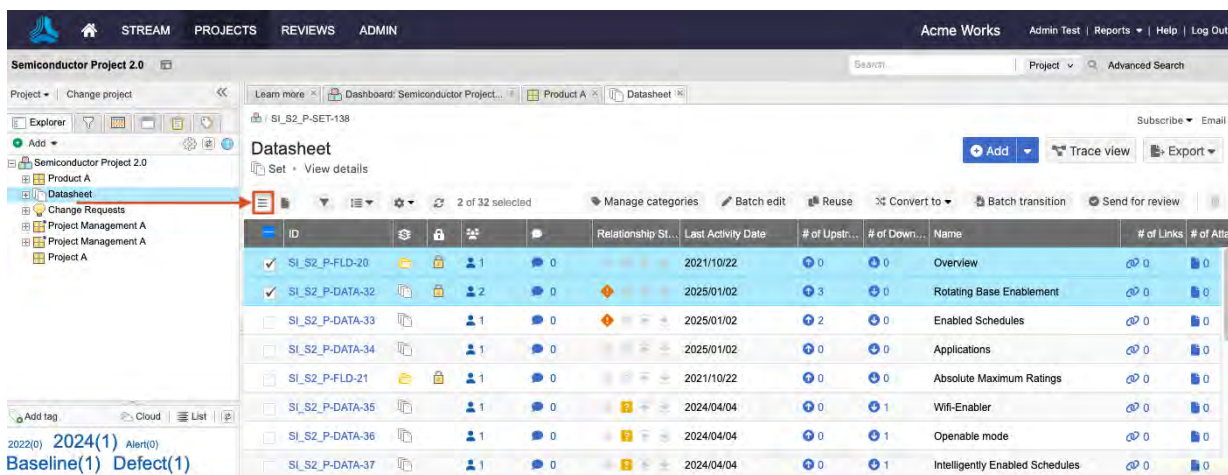 STREAM PROJECTS REVIEWS ADMIN Acme Works Admin Test | Reports | Help | Log Out
Semiconductor Project 2.0 Search... Project Advanced Search
Project Change project Learn more Dashboard: Semiconductor Project... Product A Datasheet
Explorer SI_S2_P-SET-138 Subscribe Email
Add Datasheet Add Trace view Export
Semiconductor Project 2.0 Set • View details
Product A
Datasheet
Change Requests 2 of 32 selected Manage categories Batch edit Reuse Convert to Batch transition Send for review
Project Management A
Project Management A ID Relationship St... Last Activity Date # of Upstr... # of Down... Name # of Links # of Atta
Project A
SI_S2_P-FLD-20 1 0 2021/10/22 0 0 Overview 0 0
SI_S2_P-DATA-32 2 0 2025/01/02 3 0 Rotating Base Enablement 0 0
SI_S2_P-DATA-33 1 0 2025/01/02 2 0 Enabled Schedules 0 0
SI_S2_P-DATA-34 1 0 2025/01/02 0 0 Applications 0 0
SI_S2_P-FLD-21 1 0 2021/10/22 0 0 Absolute Maximum Ratings 0 0
SI_S2_P-DATA-35 1 0 2024/04/04 0 1 Wifi-Enabler 0 0
Add tag Cloud List
SI_S2_P-DATA-36 1 0 2024/04/04 0 1 Openable mode 0 0
2022(0) 2024(1) Alert(0)
Baseline(1) Defect(1) SI_S2_P-DATA-37 1 0 2024/04/04 0 1 Intelligently Enabled Schedules 0 0